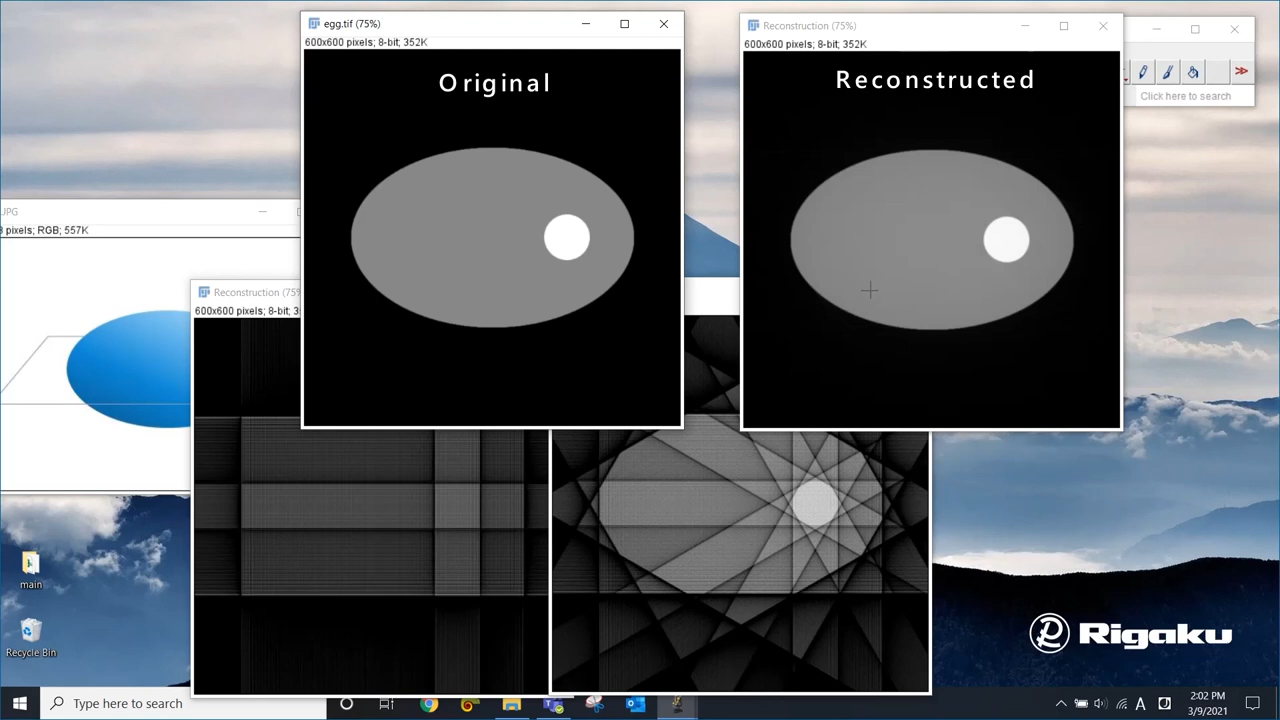 egg.tif (75%)
600x600 pixels; 8-bit; 352K
Original
Reconstruction (75%)
600x600 pixels; 8-bit; 352K
Reconstructed
Click here to search
JPG
pixels; RGB; 557K
Reconstruction (75%
600x600 pixels; 8-bit; 3
main
Recycle Bin
Rigaku
Type here to search
A
2:02 PM
3/9/2021